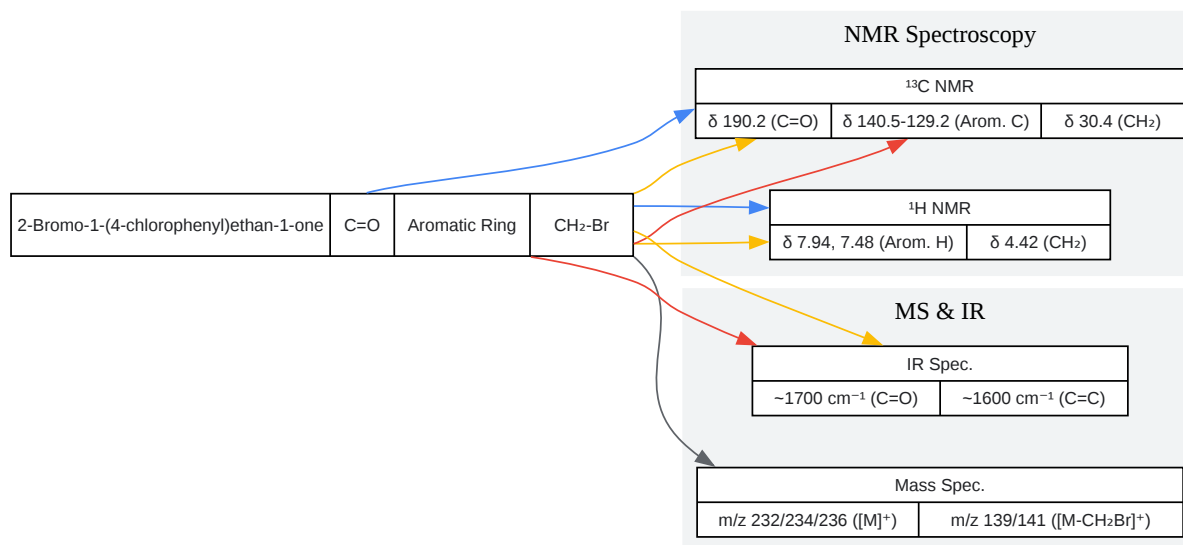 NMR Spectroscopy
¹³C NMR
δ 190.2 (C=O)
δ 140.5-129.2 (Arom. C)
δ 30.4 (CH₂)
2-Bromo-1-(4-chlorophenyl)ethan-1-one
C=O
Aromatic Ring
CH₂-Br
¹H NMR
δ 7.94, 7.48 (Arom. H)
δ 4.42 (CH₂)
MS & IR
IR Spec.
~1700 cm⁻¹ (C=O)
~1600 cm⁻¹ (C=C)
Mass Spec.
m/z 232/234/236 ([M]⁺)
m/z 139/141 ([M-CH₂Br]⁺)